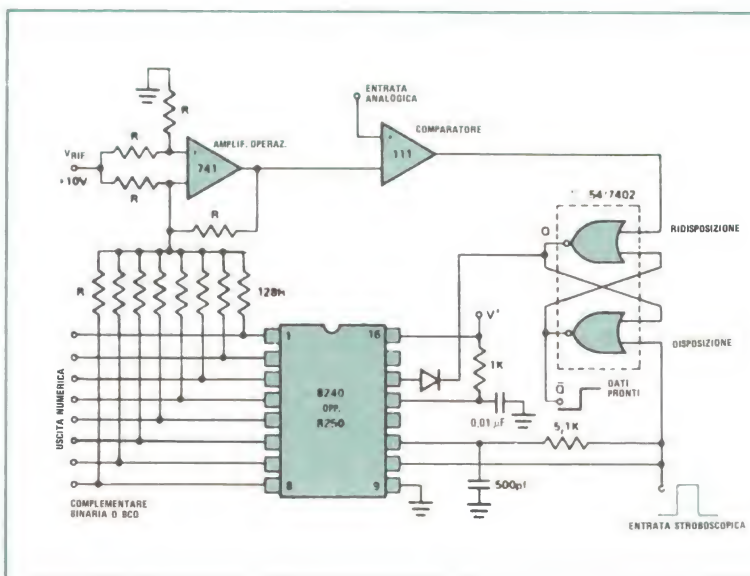 ENTRATA
ANALOGICA
COMPARATORE
R
AMPLIF. OPERAZ.
V RIF
+10V
R
R
741
111
54/7402
RIDISPOSIZIONE
Q
R
R
128R
V+
DISPOSIZIONE
1
16
1K
8240
OPP.
8250
0,01 µF
Q̄
DATI
PRONTI
USCITA NUMERICA
5,1K
8
9
500pf
COMPLEMENTARE
BINARIA O BCD
ENTRATA STROBOSCOPICA